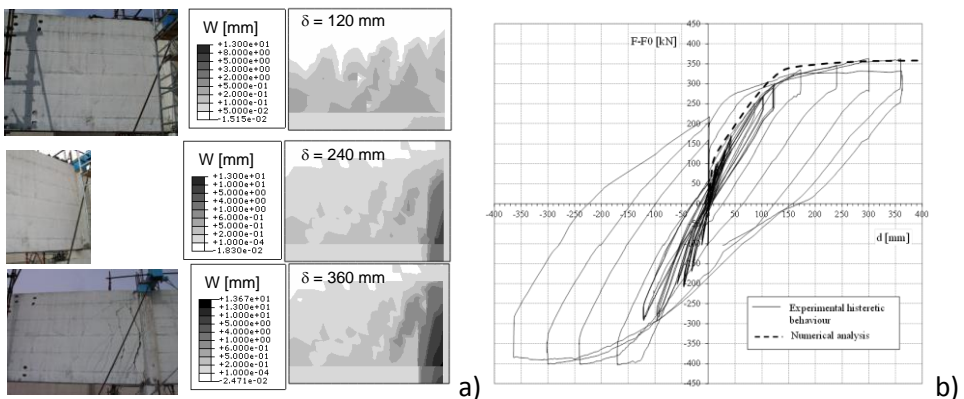 W [mm]
+1.300e+01
+8.000e+00
+3.000e+00
+2.000e+00
+5.000e-01
+2.000e-01
+1.000e-01
+5.000e-02
-1.515e-02
δ = 120 mm
W [mm]
+1.300e+01
+1.000e+01
+5.000e+00
+4.000e+00
+1.000e+00
+6.000e-01
+5.000e-01
+2.000e-01
+1.000e-04
-1.830e-02
δ = 240 mm
W [mm]
+1.367e+01
+1.300e+01
+5.000e+00
+4.000e+00
+1.000e+00
+6.000e-01
+5.000e-01
+2.000e-01
+1.000e-04
-2.471e-02
δ = 360 mm
a)
F-F0 [kN]
450
400
350
300
250
200
150
100
50
-400 -350 -300 -250 -200 -150 -100 -50 0 50 100 150 200 250 300 350 400
d [mm]
-50
-100
-150
-200
-250
-300
-350
-400
-450
Experimental histeretic
behaviour
Numerical analysis
b)